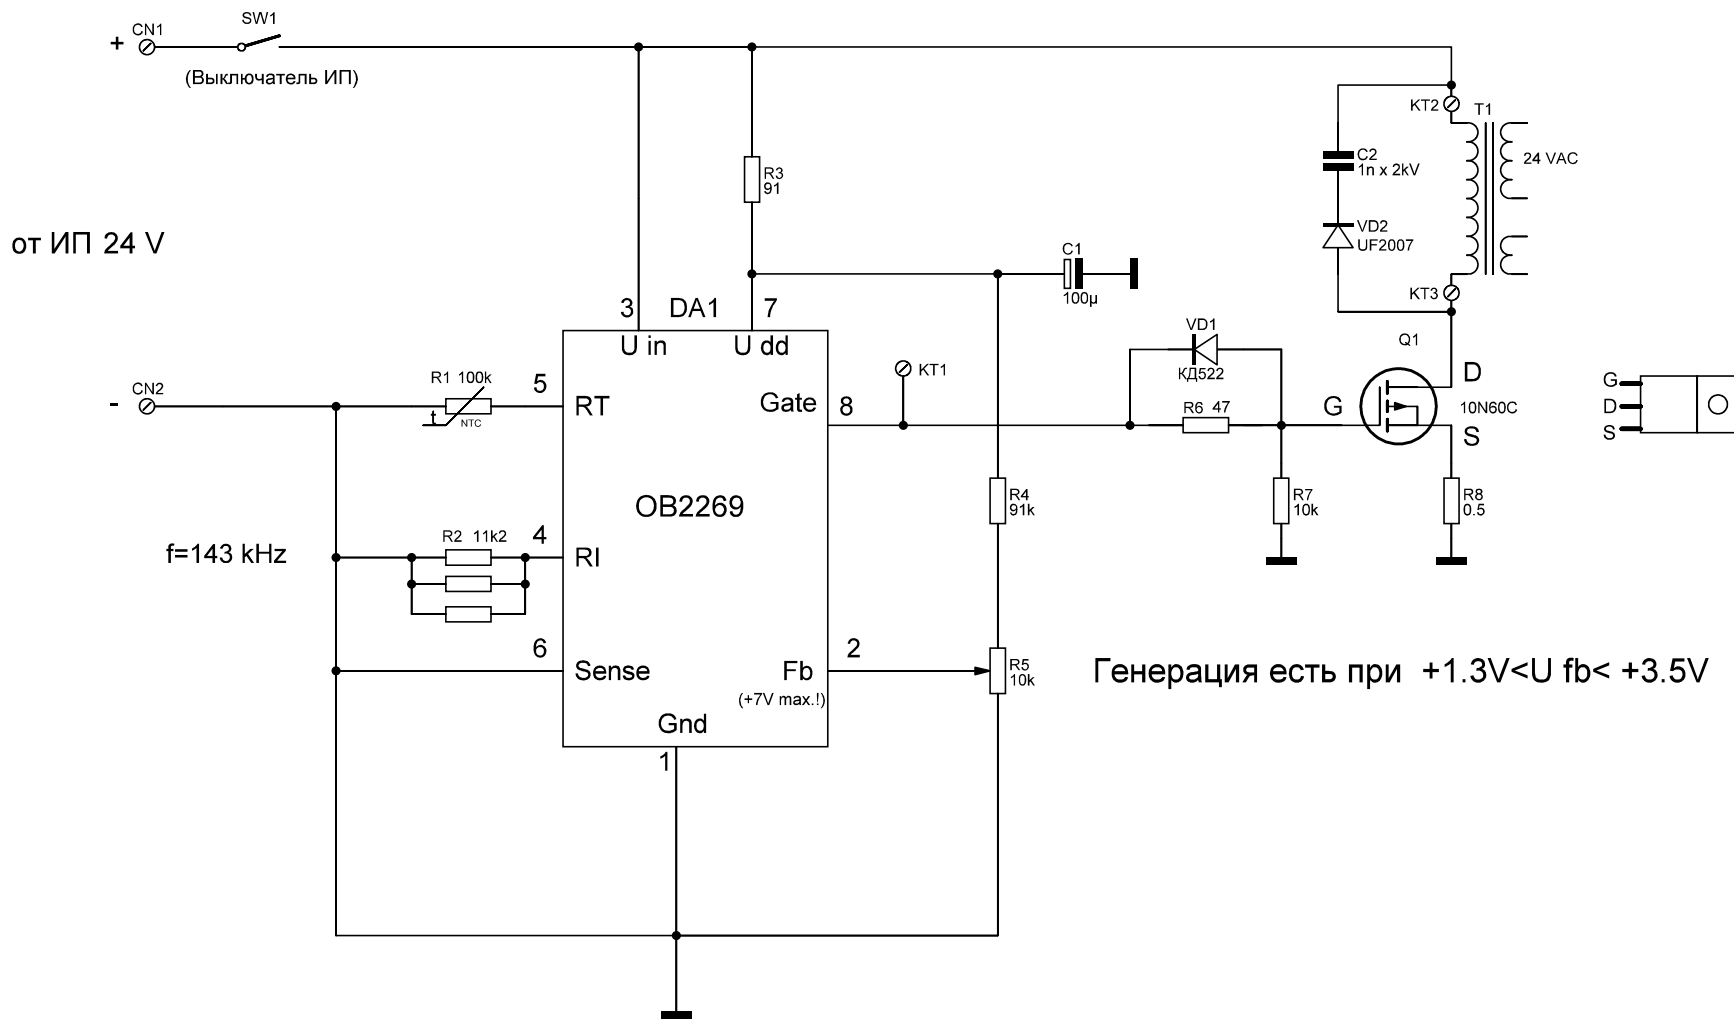 SW1
CN1
+
(Выключатель ИП)
KT2
T1
C2
1n x 2kV
24 VAC
R3
91
VD2
UF2007
от ИП 24 V
C1
100µ
KT3
3
DA1
7
U in
U dd
VD1
КД522
Q1
KT1
D
CN2
-
R1 100k
t
NTC
5
RT
Gate
8
R6 47
G
10N60C
S
G
D
S
OB2269
R4
91k
R7
10k
R8
0.5
f=143 kHz
R2 11k2
4
RI
6
Sense
Fb
2
(+7V max.!)
R5
10k
Генерация есть при +1.3V<U fb< +3.5V
Gnd
1